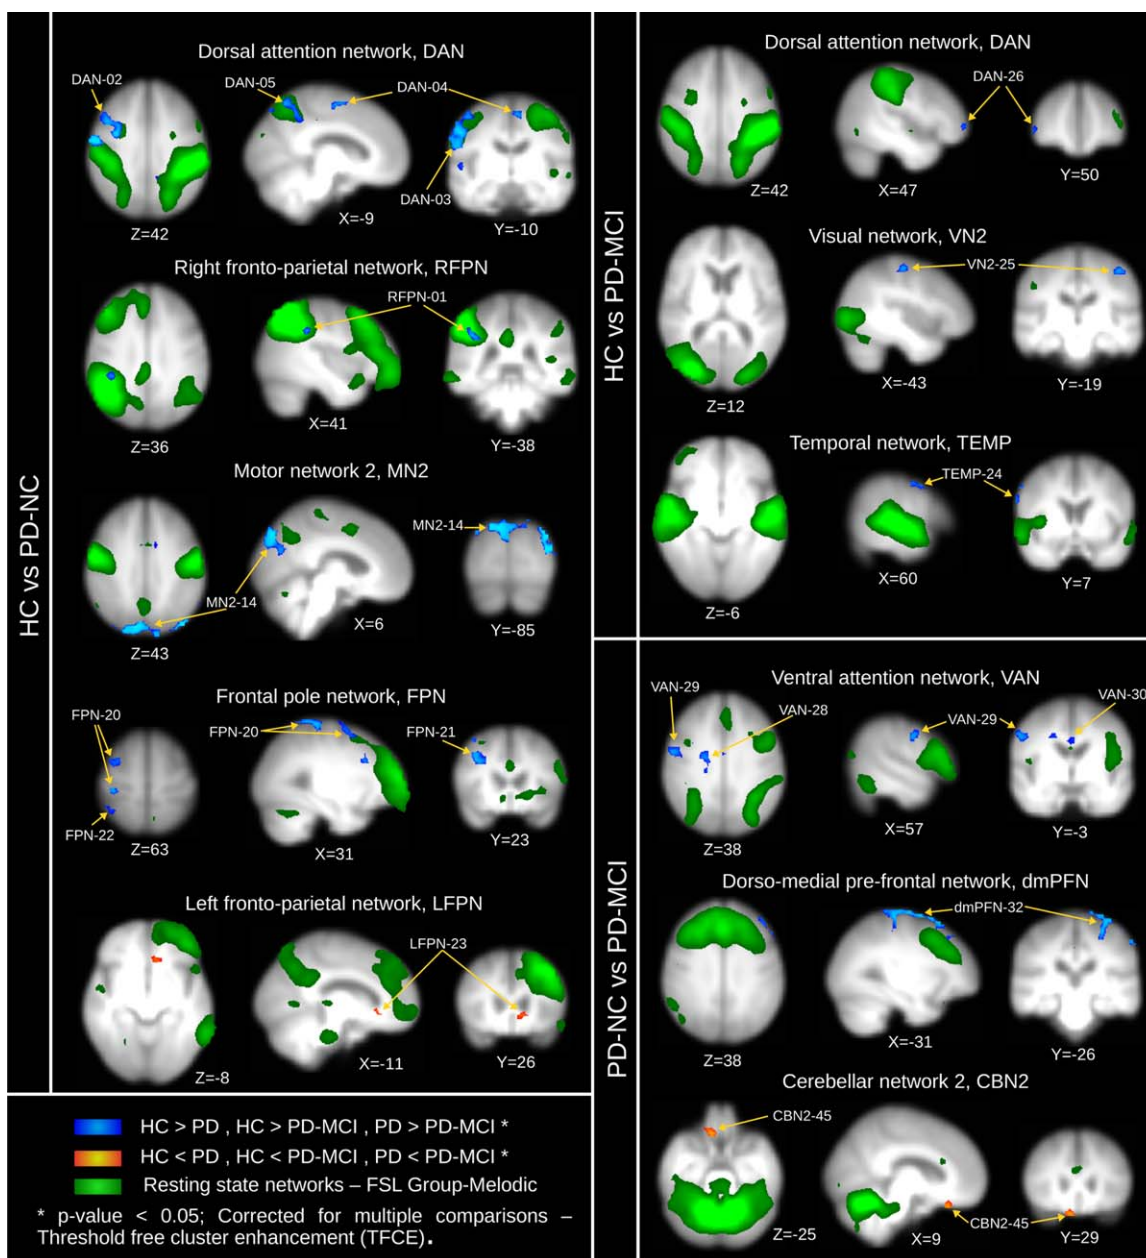 HC vs PD-NC
Dorsal attention network, DAN
DAN-02
DAN-05
DAN-04
DAN-03
Z=42
X=-9
Y=-10
Right fronto-parietal network, RFPN
RFPN-01
Z=36
X=41
Y=-38
Motor network 2, MN2
MN2-14
MN2-14
Z=43
X=6
Y=-85
Frontal pole network, FPN
FPN-20
FPN-20
FPN-21
FPN-22
Z=63
X=31
Y=23
Left fronto-parietal network, LFPN
LFPN-23
Z=-8
X=-11
Y=26
HC > PD , HC > PD-MCI , PD > PD-MCI *
HC < PD , HC < PD-MCI , PD < PD-MCI *
Resting state networks – FSL Group-Melodic
* p-value < 0.05; Corrected for multiple comparisons –
Threshold free cluster enhancement (TFCE).
HC vs PD-MCI
Dorsal attention network, DAN
DAN-26
Z=42
X=47
Y=50
Visual network, VN2
VN2-25
Z=12
X=-43
Y=-19
Temporal network, TEMP
TEMP-24
Z=-6
X=60
Y=7
PD-NC vs PD-MCI
Ventral attention network, VAN
VAN-29
VAN-28
VAN-29
VAN-30
Z=38
X=57
Y=-3
Dorso-medial pre-frontal network, dmPFN
dmPFN-32
Z=38
X=-31
Y=-26
Cerebellar network 2, CBN2
CBN2-45
CBN2-45
Z=-25
X=9
Y=29